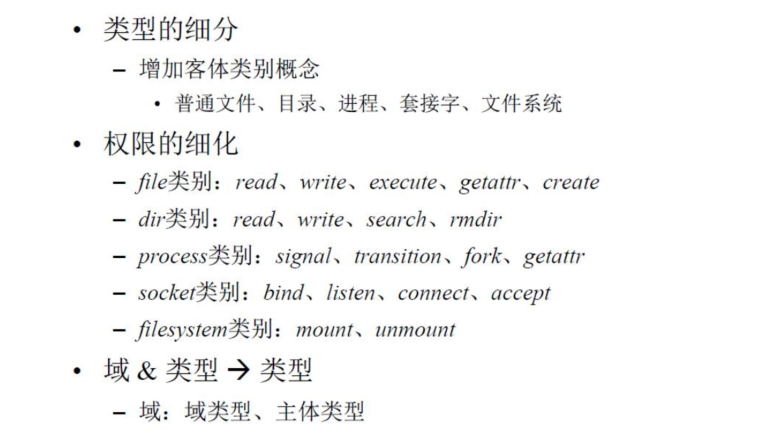 • 类型的细分
– 增加客体类别概念
• 普通文件、目录、进程、套接字、文件系统
• 权限的细化
– file类别：read、write、execute、getattr、create
– dir类别：read、write、search、rmdir
– process类别：signal、transition、fork、getattr
– socket类别：bind、listen、connect、accept
– filesystem类别：mount、unmount
• 域 & 类型 → 类型
– 域：域类型、主体类型